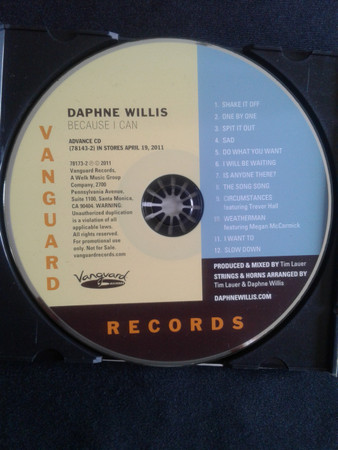 DAPHNE WILLIS
BECAUSE I CAN
ADVANCE CD
(78143-2) IN STORES APRIL 19, 2011
78173-2 Ⓟ © 2011
Vanguard Records,
A Welk Music Group
Company, 2700
Pennsylvania Avenue,
Suite 1100, Santa Monica,
CA 90404. WARNING:
Unauthorized duplication
is a violation of all
applicable laws.
All rights reserved.
For promotional use
only. Not for Sale.
vanguardrecords.com
VANGUARD
Vanguard
RECORDS
1. SHAKE IT OFF
2. ONE BY ONE
3. SPIT IT OUT
4. SAD
5. DO WHAT YOU WANT
6. I WILL BE WAITING
7. IS ANYONE THERE?
8. THE SONG SONG
9. CIRCUMSTANCES
featuring Trevor Hall
10. WEATHERMAN
featuring Megan McCormick
11. I WANT TO
12. SLOW DOWN
PRODUCED & MIXED BY Tim Lauer
STRINGS & HORNS ARRANGED BY
Tim Lauer & Daphne Willis
DAPHNEWILLIS.COM